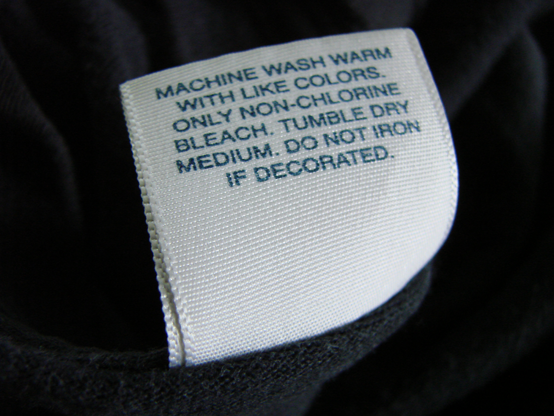 MACHINE WASH WARM
WITH LIKE COLORS.
ONLY NON-CHLORINE
BLEACH. TUMBLE DRY
MEDIUM. DO NOT IRON
IF DECORATED.